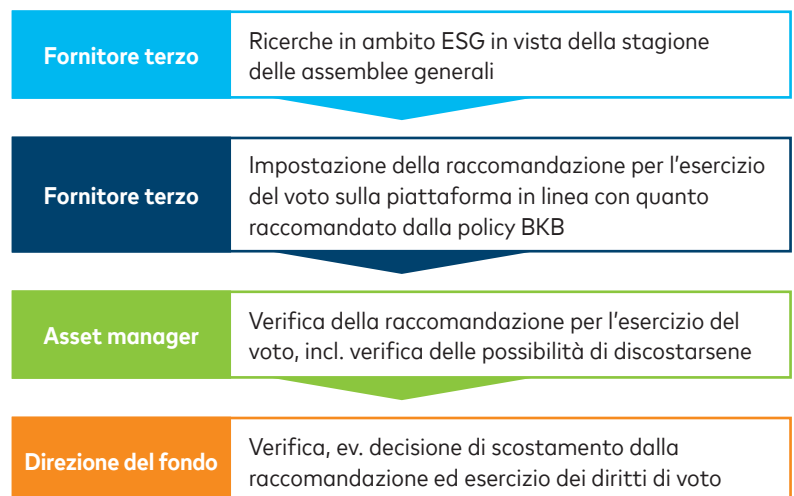 Fornitore terzo
Ricerche in ambito ESG in vista della stagione
delle assemblee generali
Fornitore terzo
Impostazione della raccomandazione per l'esercizio
del voto sulla piattaforma in linea con quanto
raccomandato dalla policy BKB
Asset manager
Verifica della raccomandazione per l'esercizio del
voto, incl. verifica delle possibilità di discostarsene
Direzione del fondo
Verifica, ev. decisione di scostamento dalla
raccomandazione ed esercizio dei diritti di voto